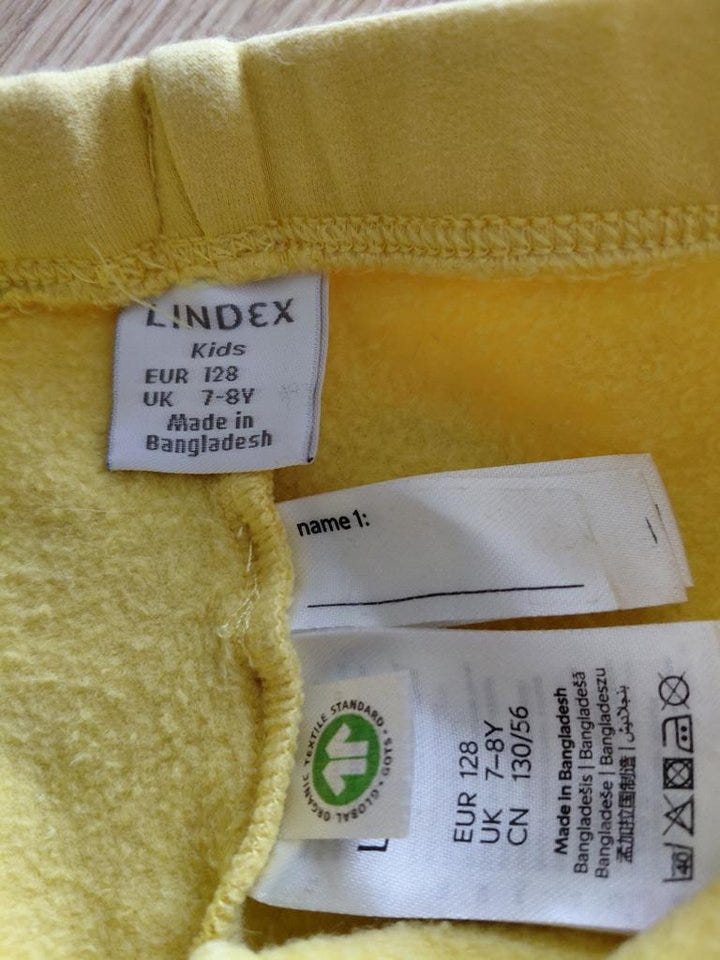 LINDEX
Kids
EUR 128
UK 7-8Y
Made in
Bangladesh
name 1:
GLOBAL ORGANIC TEXTILE STANDARD · GOTS ·
EUR 128
UK 7-8Y
CN 130/56
Made in Bangladesh
Bangladešis | Bangladešā
Bangladeše | Bangladeszu
孟加拉国制造 | بنجلاديش
40